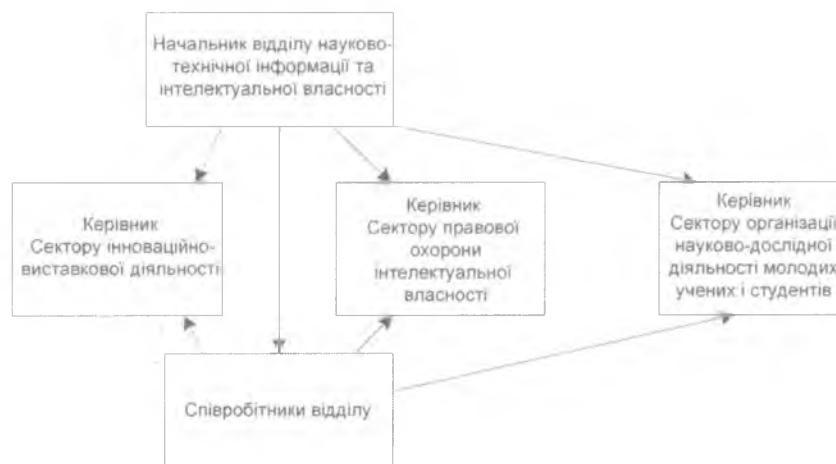 Начальник відділу науково-
технічної інформації та
інтелектуальної власності
Керівник
Сектору інноваційно-
виставкової діяльності
Керівник
Сектору правової
охорони
інтелектуальної
власності
Керівник
Сектору організації
науково-дослідної
діяльності молодих
учених і студентів
Співробітники відділу